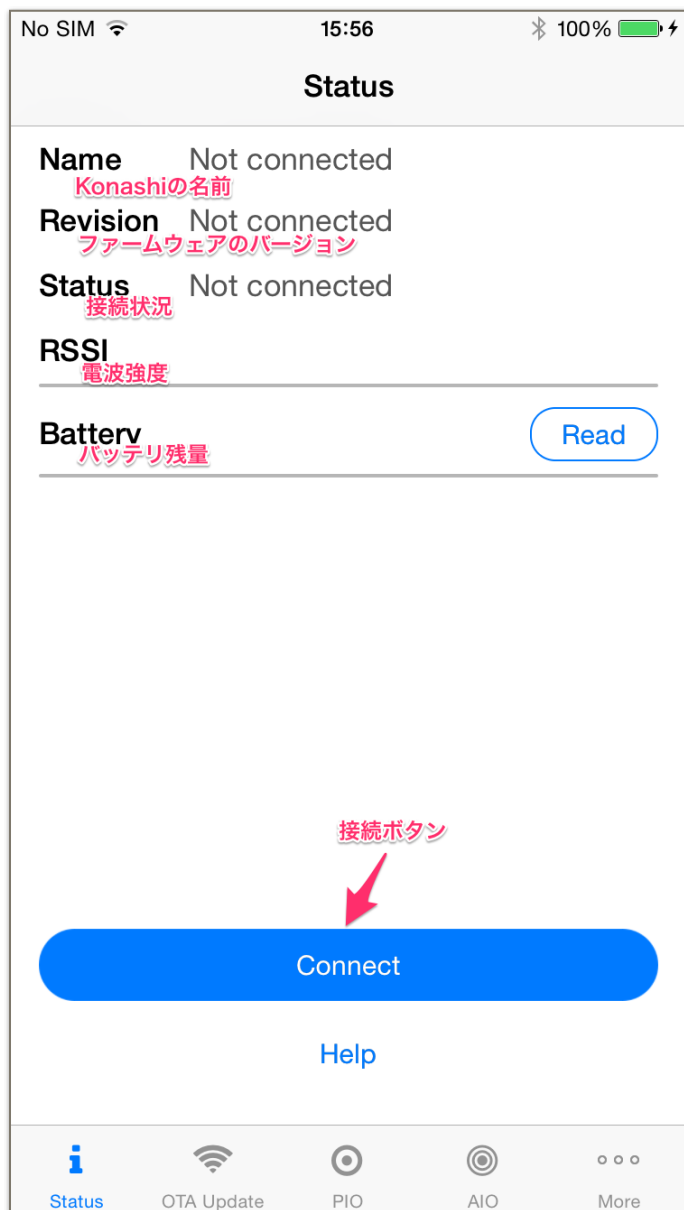 No SIM 15:56 100%
Status
Name Not connected
Konashiの名前
Revision Not connected
ファームウェアのバージョン
Status Not connected
接続状況
RSSI
電波強度
Battery Read
バッテリ残量
接続ボタン
Connect
Help
Status OTA Update PIO AIO More